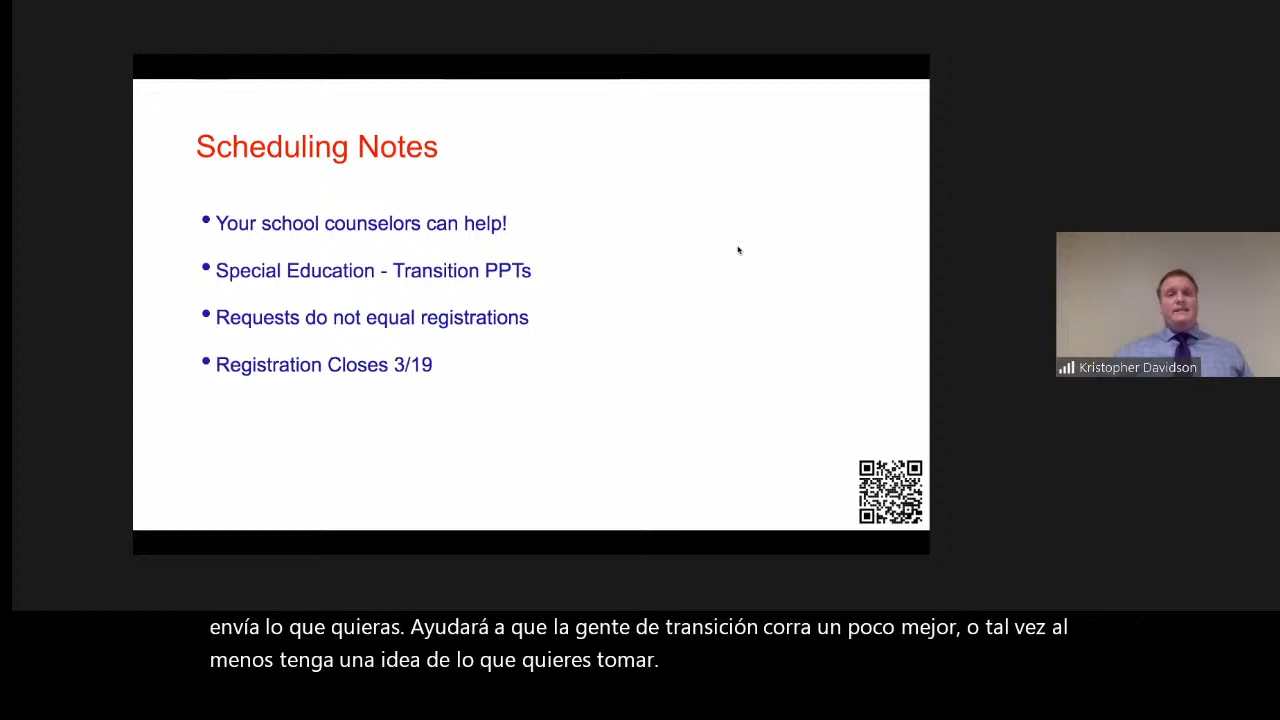 Scheduling Notes
• Your school counselors can help!
• Special Education - Transition PPTs
• Requests do not equal registrations
• Registration Closes 3/19
Kristopher Davidson
envía lo que quieras. Ayudará a que la gente de transición corra un poco mejor, o tal vez al
menos tenga una idea de lo que quieres tomar.